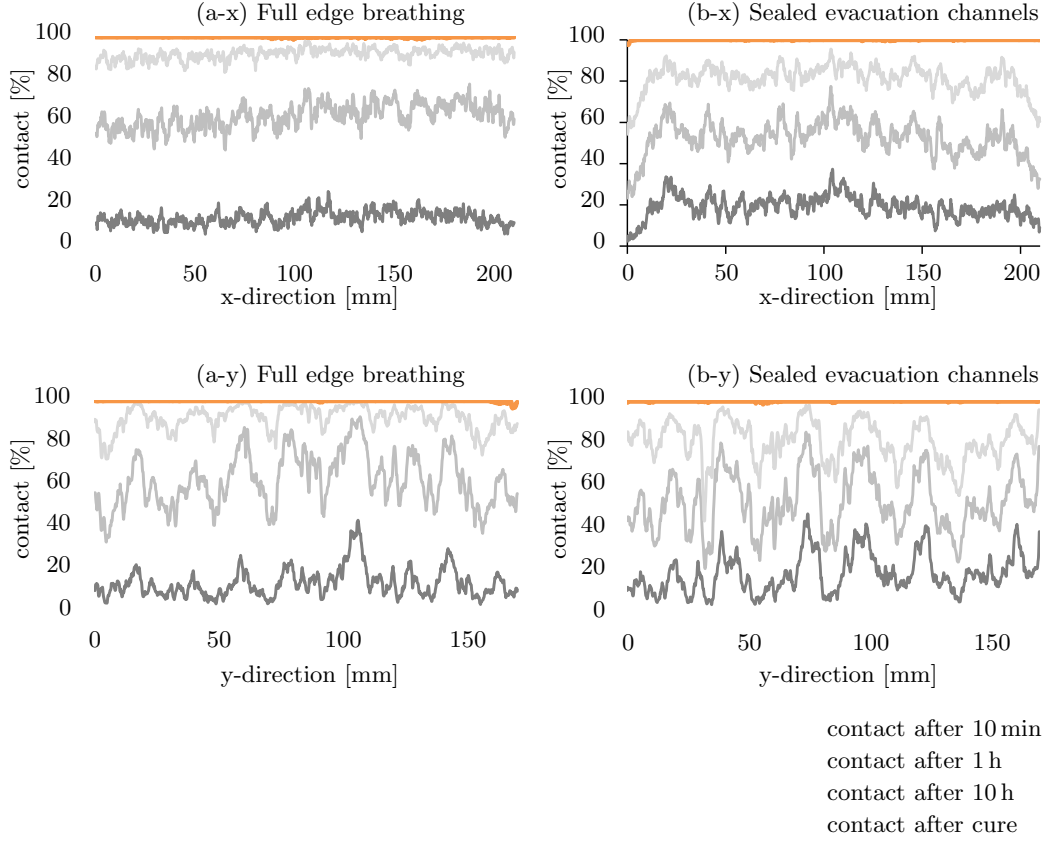 (a-x) Full edge breathing
100
80
60
40
20
0
contact [%]
0 50 100 150 200
x-direction [mm]
(b-x) Sealed evacuation channels
100
80
60
40
20
0
contact [%]
0 50 100 150 200
x-direction [mm]
(a-y) Full edge breathing
100
80
60
40
20
0
contact [%]
0 50 100 150
y-direction [mm]
(b-y) Sealed evacuation channels
100
80
60
40
20
0
contact [%]
0 50 100 150
y-direction [mm]
contact after 10 min
contact after 1 h
contact after 10 h
contact after cure